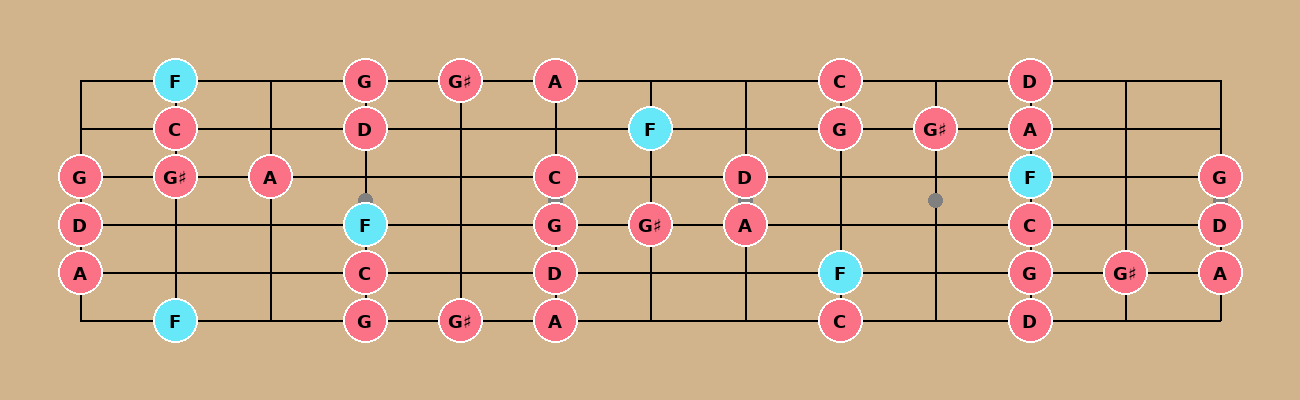 F G G♯ A C D
C D F G G♯ A
G G♯ A C D F G
D F G G♯ A C D
A C D F G G♯ A
F G G♯ A C D